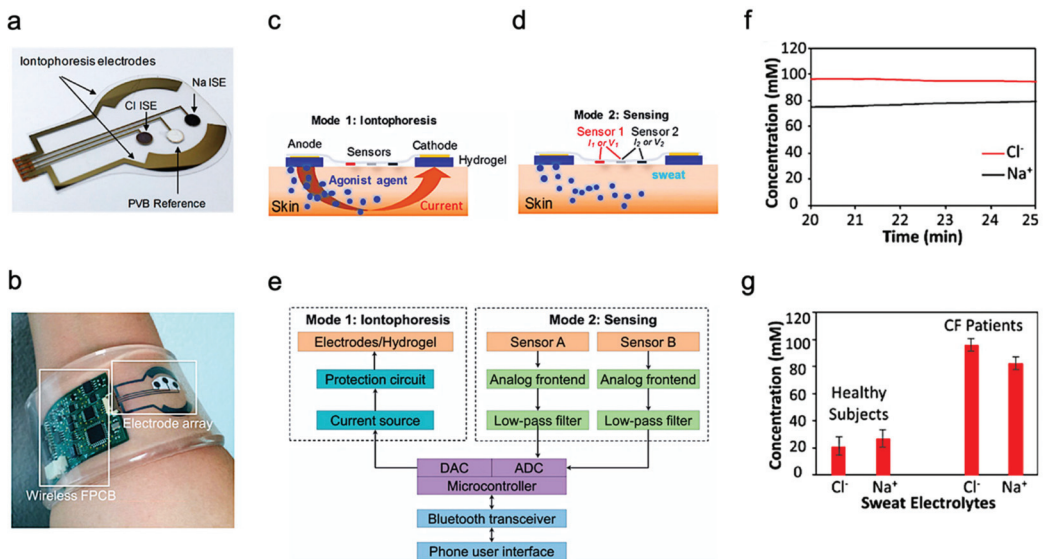 a
Iontophoresis electrodes
Na ISE
Cl ISE
PVB Reference
b
Electrode array
Wireless FPCB
c
Mode 1: Iontophoresis
Anode
Sensors
Cathode
Hydrogel
Agonist agent
Skin
Current
d
Mode 2: Sensing
Sensor 1
I₁ or V₁
Sensor 2
I₂ or V₂
sweat
Skin
e
Mode 1: Iontophoresis
Electrodes/Hydrogel
Protection circuit
Current source
Mode 2: Sensing
Sensor A
Sensor B
Analog frontend
Analog frontend
Low-pass filter
Low-pass filter
DAC
ADC
Microcontroller
Bluetooth transceiver
Phone user interface
f
Concentration (mM)
120
100
80
60
40
20
0
Cl⁻
Na⁺
20
21
22
23
24
25
Time (min)
g
Concentration (mM)
120
100
80
60
40
20
0
Healthy
Subjects
CF Patients
Cl⁻
Na⁺
Cl⁻
Na⁺
Sweat Electrolytes